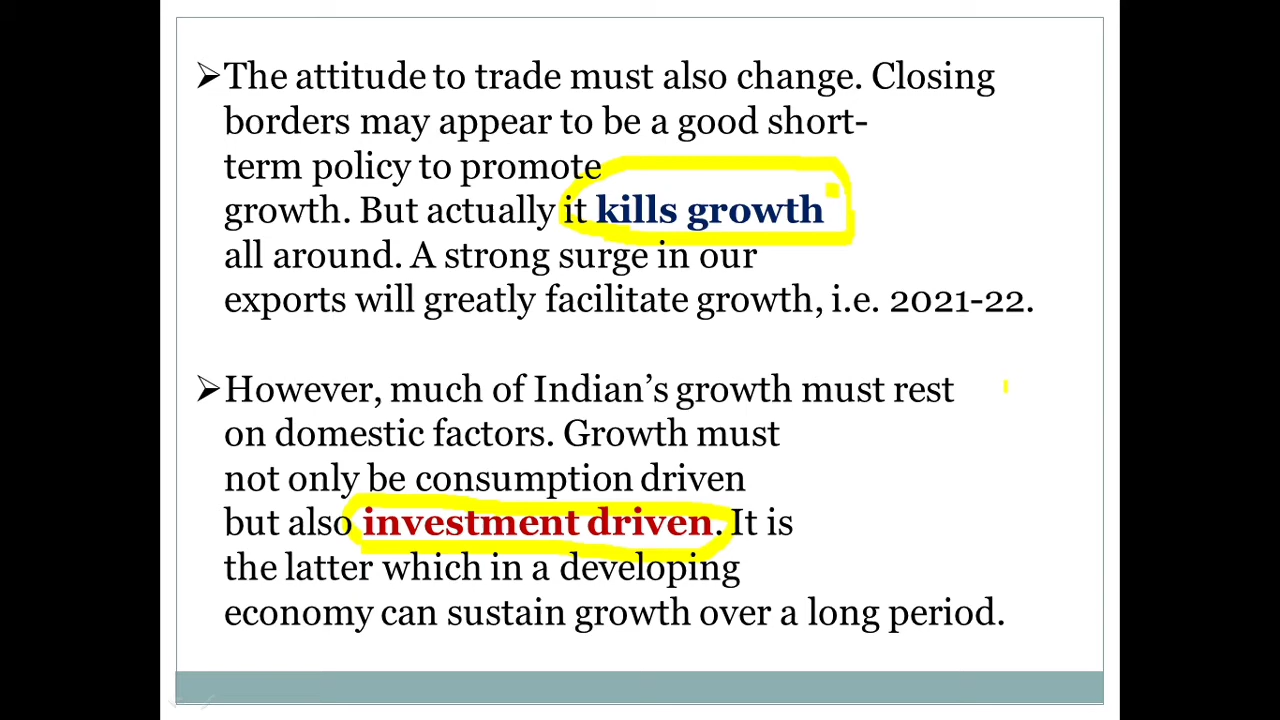 ➢The attitude to trade must also change. Closing
borders may appear to be a good short-
term policy to promote
growth. But actually it kills growth
all around. A strong surge in our
exports will greatly facilitate growth, i.e. 2021-22.
➢However, much of Indian’s growth must rest
on domestic factors. Growth must
not only be consumption driven
but also investment driven. It is
the latter which in a developing
economy can sustain growth over a long period.